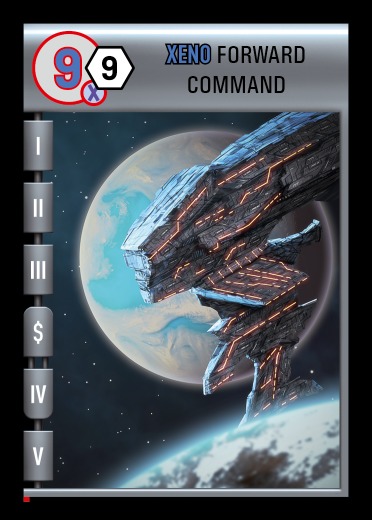 9 9
X
XENO FORWARD
COMMAND
I
II
III
$
IV
V